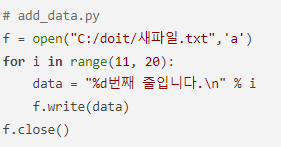 # add_data.py
f = open("C:/doit/새파일.txt",'a')
for i in range(11, 20):
    data = "%d번째 줄입니다.\n" % i
    f.write(data)
f.close()